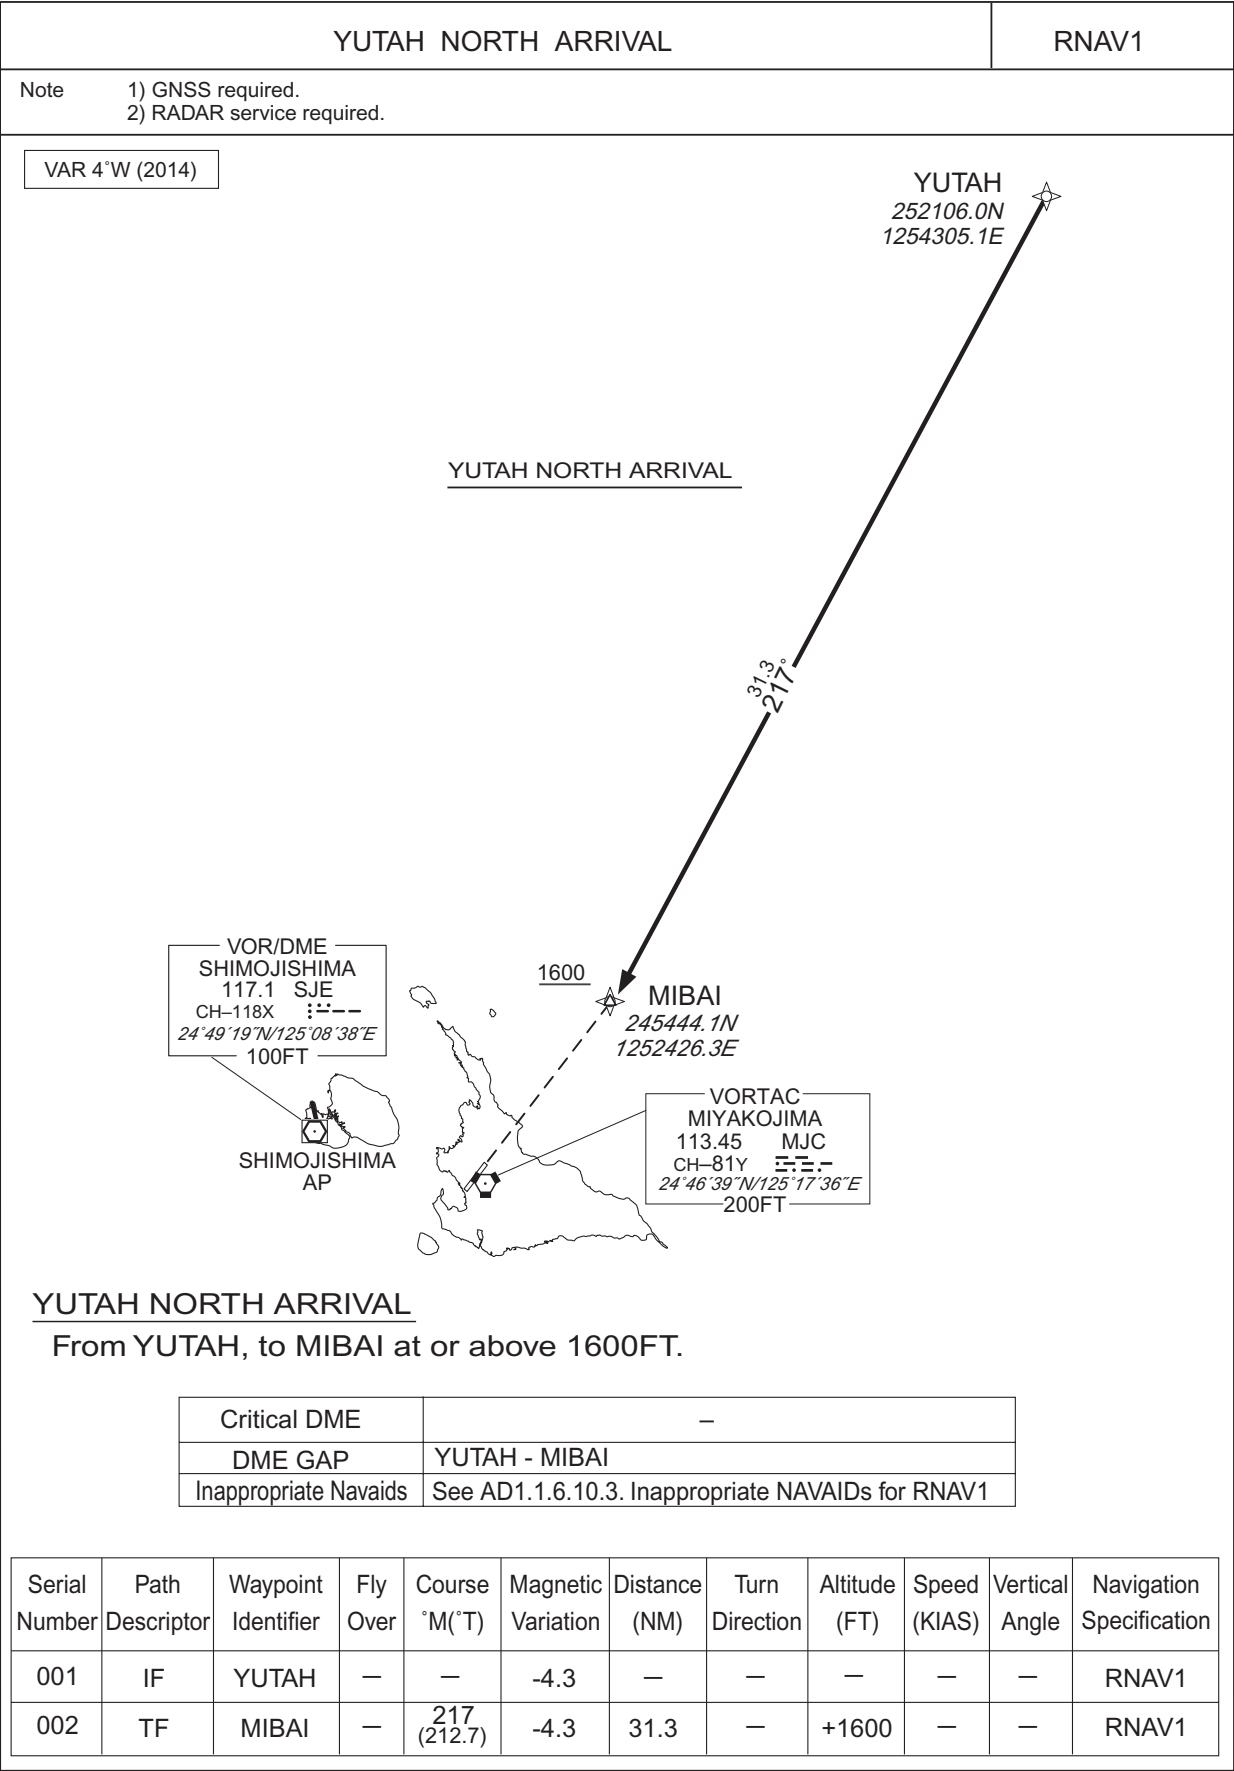 YUTAH NORTH ARRIVAL
RNAV1
Note 1) GNSS required.
2) RADAR service required.
VAR 4°W (2014)
YUTAH
252106.0N
1254305.1E
YUTAH NORTH ARRIVAL
31.3
217°
VOR/DME
SHIMOJISHIMA
117.1 SJE
CH–118X
24°49´19˝N/125°08´38˝E
100FT
1600
MIBAI
245444.1N
1252426.3E
VORTAC
MIYAKOJIMA
113.45 MJC
CH–81Y
24°46´39˝N/125°17´36˝E
200FT
SHIMOJISHIMA
AP
YUTAH NORTH ARRIVAL
From YUTAH, to MIBAI at or above 1600FT.
Critical DME –
DME GAP YUTAH - MIBAI
Inappropriate Navaids See AD1.1.6.10.3. Inappropriate NAVAIDs for RNAV1
Serial Number Path Descriptor Waypoint Identifier Fly Over Course °M(°T) Magnetic Variation Distance (NM) Turn Direction Altitude (FT) Speed (KIAS) Vertical Angle Navigation Specification
001 IF YUTAH – – -4.3 – – – – – RNAV1
002 TF MIBAI – 217 (212.7) -4.3 31.3 – +1600 – – RNAV1